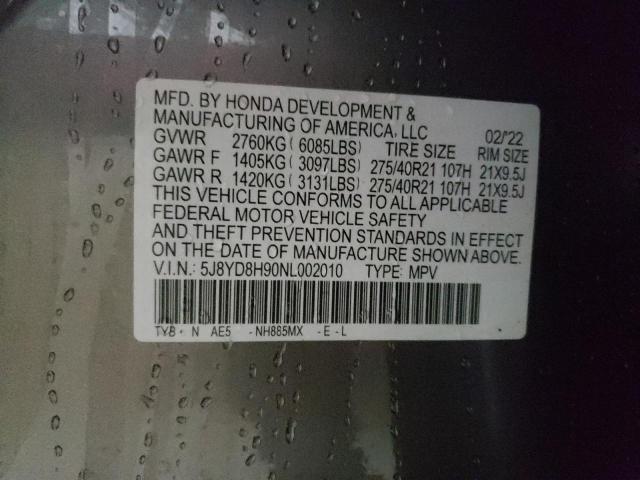 MFD. BY HONDA DEVELOPMENT &
MANUFACTURING OF AMERICA, LLC 02/'22
GVWR 2760KG ( 6085LBS) TIRE SIZE RIM SIZE
GAWR F 1405KG ( 3097LBS) 275/40R21 107H 21X9.5J
GAWR R 1420KG ( 3131LBS) 275/40R21 107H 21X9.5J
THIS VEHICLE CONFORMS TO ALL APPLICABLE
FEDERAL MOTOR VEHICLE SAFETY
AND THEFT PREVENTION STANDARDS IN EFFECT
ON THE DATE OF MANUFACTURE SHOWN ABOVE.
V.I.N.: 5J8YD8H90NL002010 TYPE: MPV
TYB - N AE5 -NH885MX -E-L